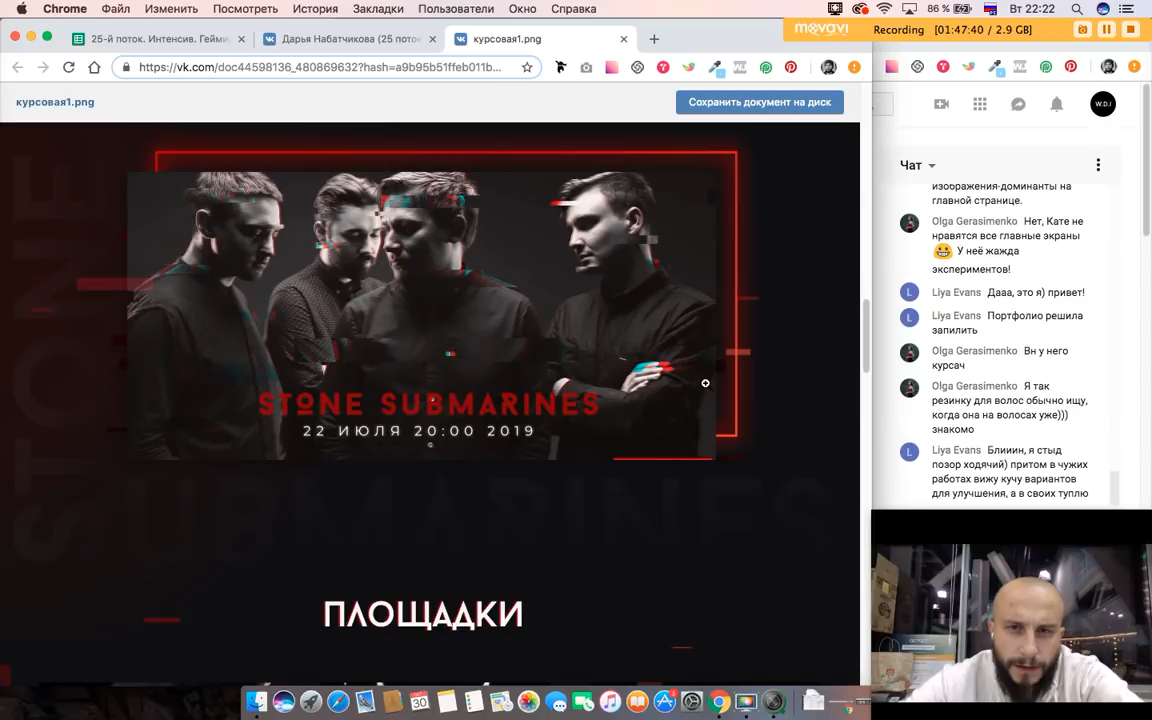 Chrome Файл Изменить Посмотреть История Закладки Пользователи Окно Справка 86 % Вт 22:22
movavi Recording [01:47:40 / 2.9 GB]
25-й поток. Интенсив. Гейми
Дарья Набатчикова (25 поток
курсовая1.png
https://vk.com/doc44598136_480869632?hash=a9b95b51ffeb011b...
курсовая1.png
Сохранить документ на диск
W.D.I
STONE
STONE SUBMARINES
22 ИЮЛЯ 20:00 2019
UBMARINES
ПЛОЩАДКИ
Чат
изображения-доминанты на
главной странице.
Olga Gerasimenko Нет, Кате не
нравятся все главные экраны
У неё жажда
экспериментов!
L Liya Evans Дааа, это я) привет!
L Liya Evans Портфолио решила
запилить
Olga Gerasimenko Вн у него
курсач
Olga Gerasimenko Я так
резинку для волос обычно ищу,
когда она на волосах уже)))
знакомо
L Liya Evans Блииин, я стыд
позор ходячий) притом в чужих
работах вижу кучу вариантов
для улучшения, а в своих туплю
30